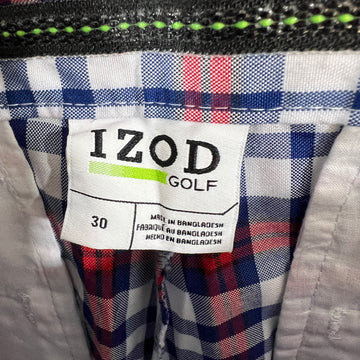 IZOD
GOLF
30
MADE IN BANGLADESH
FABRIQUÉ AU BANGLADESH
HECHO EN BANGLADESH